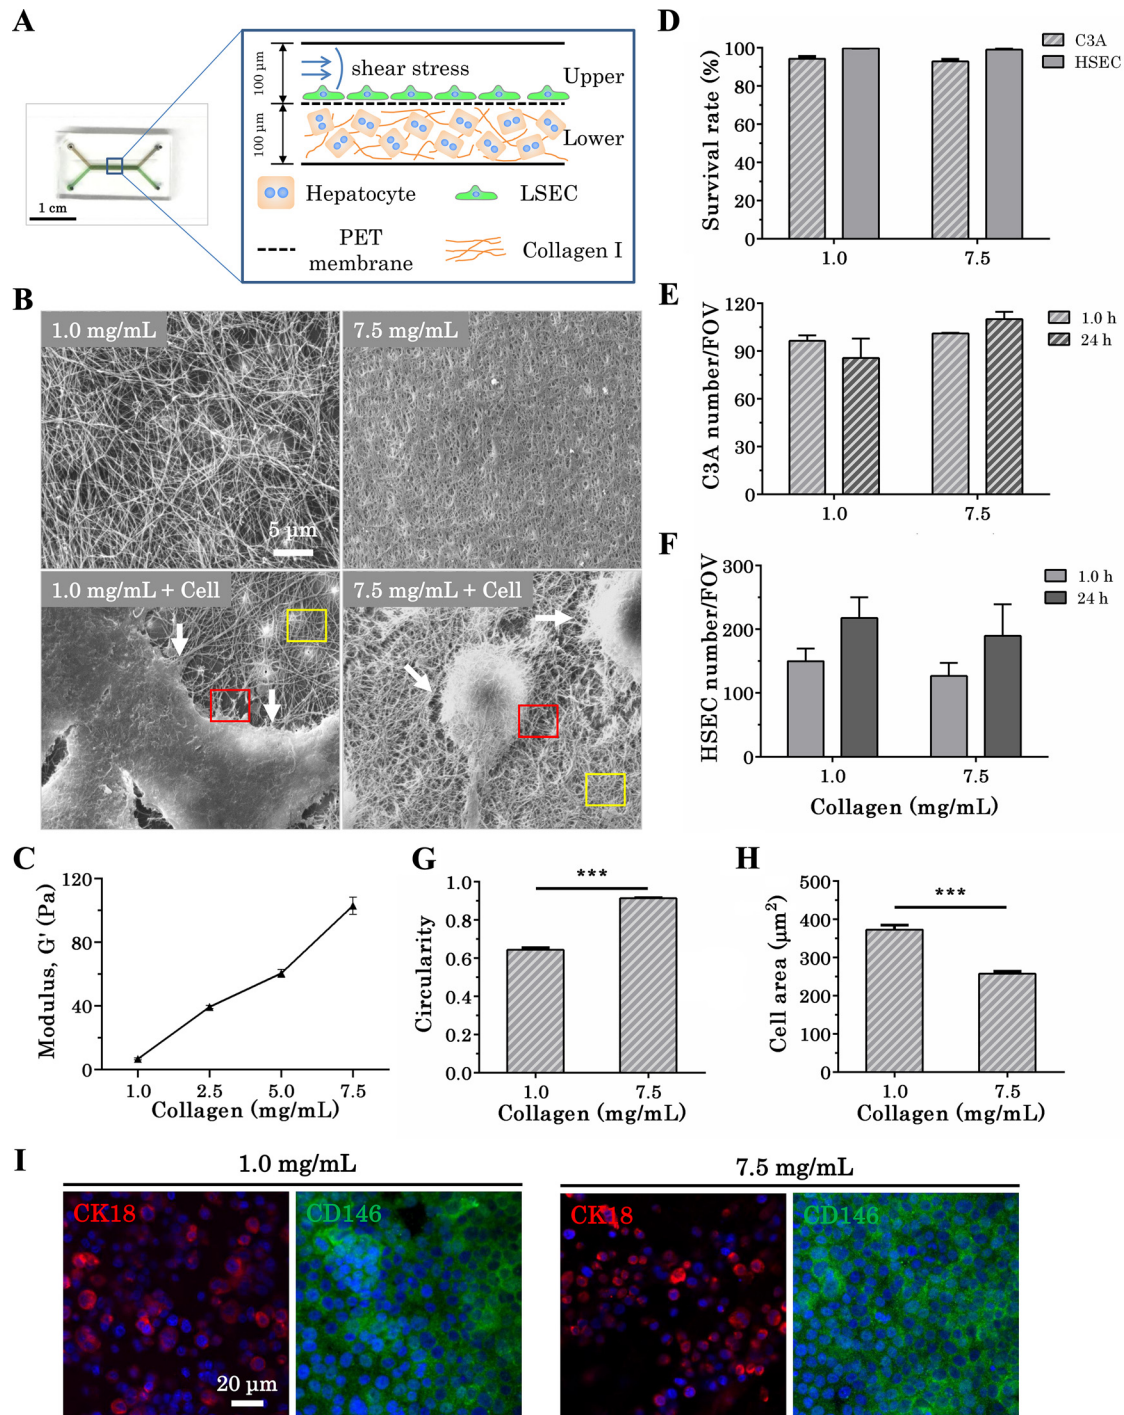 A
100 μm
shear stress
Upper
100 μm
Lower
1 cm
Hepatocyte
LSEC
PET
membrane
Collagen I
B
1.0 mg/mL
7.5 mg/mL
5 μm
1.0 mg/mL + Cell
7.5 mg/mL + Cell
C
Modulus, G' (Pa)
120
80
40
0
1.0
2.5
5.0
7.5
Collagen (mg/mL)
D
Survival rate (%)
100
80
60
40
20
0
C3A
HSEC
1.0
7.5
E
C3A number/FOV
120
90
60
30
0
1.0 h
24 h
1.0
7.5
F
HSEC number/FOV
300
200
100
0
1.0 h
24 h
1.0
7.5
Collagen (mg/mL)
G
Circularity
1.0
0.8
0.6
0.4
0.2
0.0
***
1.0
7.5
Collagen (mg/mL)
H
Cell area (μm²)
500
400
300
200
100
0
***
1.0
7.5
Collagen (mg/mL)
I
1.0 mg/mL
7.5 mg/mL
CK18
CD146
CK18
CD146
20 μm